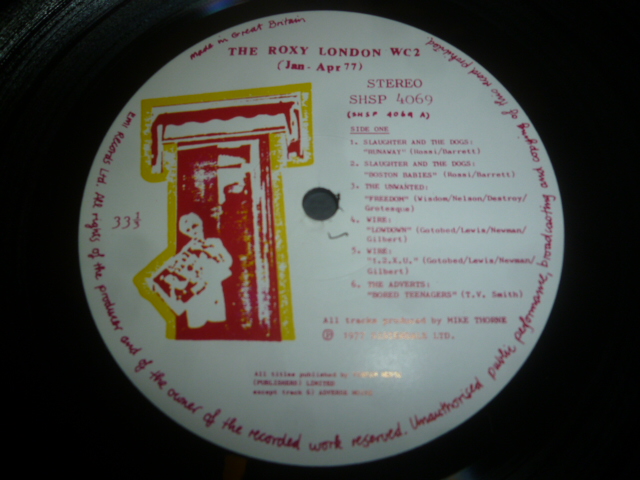 made in Great Britain
THE ROXY LONDON WC2
(Jan - Apr 77)
STEREO
SHSP 4069
(SHSP 4069 A)
SIDE ONE
1. SLAUGHTER AND THE DOGS:
"RUNAWAY" (Rossi/Barrett)
2. SLAUGHTER AND THE DOGS:
"BOSTON BABIES" (Rossi/Barrett)
3. THE UNWANTED:
"FREEDOM" (Wisdom/Nelson/Destroy/
Grotesque)
4. WIRE:
"LOWDOWN" (Gotobed/Lewis/Newman/
Gilbert)
5. WIRE:
"1.2.X.U." (Gotobed/Lewis/Newman/
Gilbert)
6. THE ADVERTS:
"BORED TEENAGERS" (T.V. Smith)
33⅓
All tracks produced by MIKE THORNE
℗ 1977 LTD.
All titles published by
(PUBLISHERS) LIMITED
except track 6) ADVERB MUSIC
EMI Records Ltd. All rights of the producer and of the owner of the recorded work reserved. Unauthorised public performance, broadcasting and copying of this record prohibited